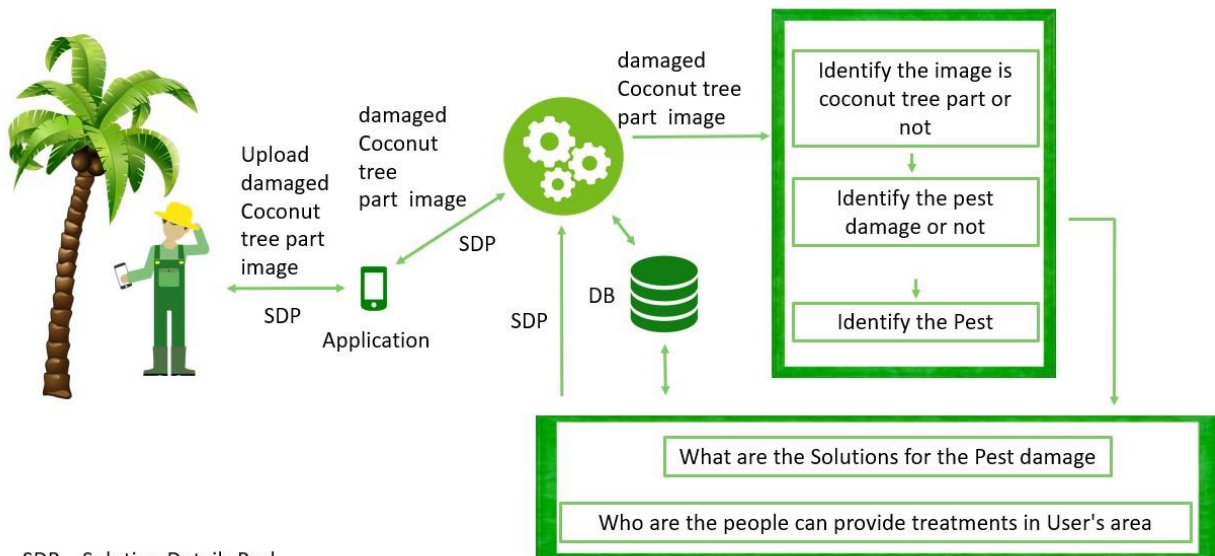 Upload
damaged
Coconut
tree part
image
SDP
Application
damaged
Coconut
tree
part image
SDP
DB
SDP
damaged
Coconut tree
part image
Identify the image is
coconut tree part or
not
Identify the pest
damage or not
Identify the Pest
What are the Solutions for the Pest damage
Who are the people can provide treatments in User's area
SDP Solution Details